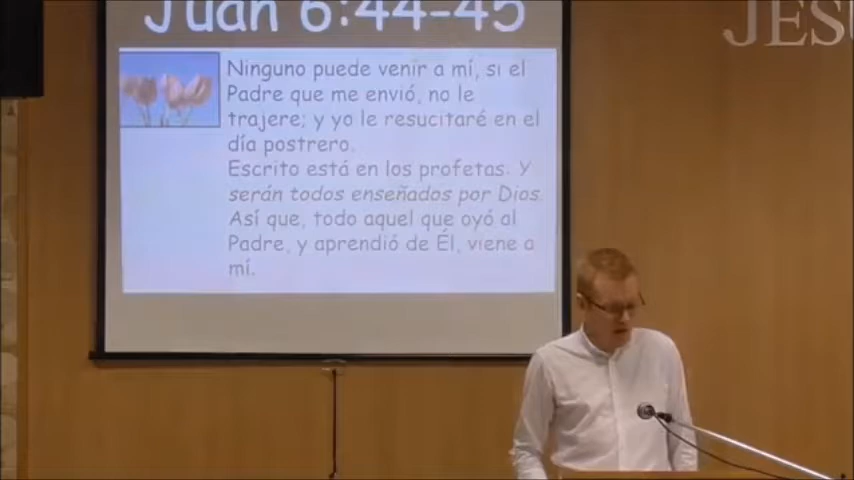 Juan 6:44-45
JESU
Ninguno puede venir a mí, si el
Padre que me envió, no le
trajere; y yo le resucitaré en el
día postrero.
Escrito está en los profetas: Y
serán todos enseñados por Dios.
Así que, todo aquel que oyó al
Padre, y aprendió de Él, viene a
mí.